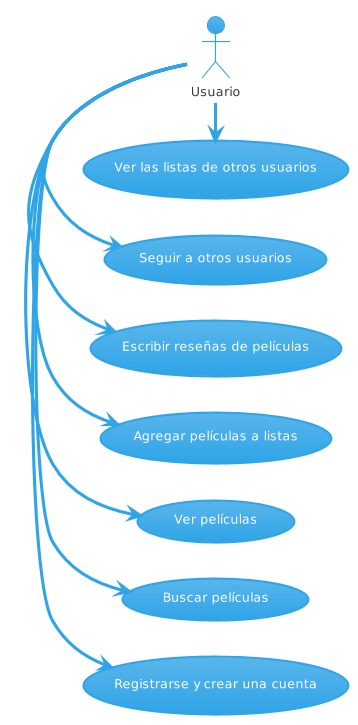 Usuario
Ver las listas de otros usuarios
Seguir a otros usuarios
Escribir reseñas de películas
Agregar películas a listas
Ver películas
Buscar películas
Registrarse y crear una cuenta